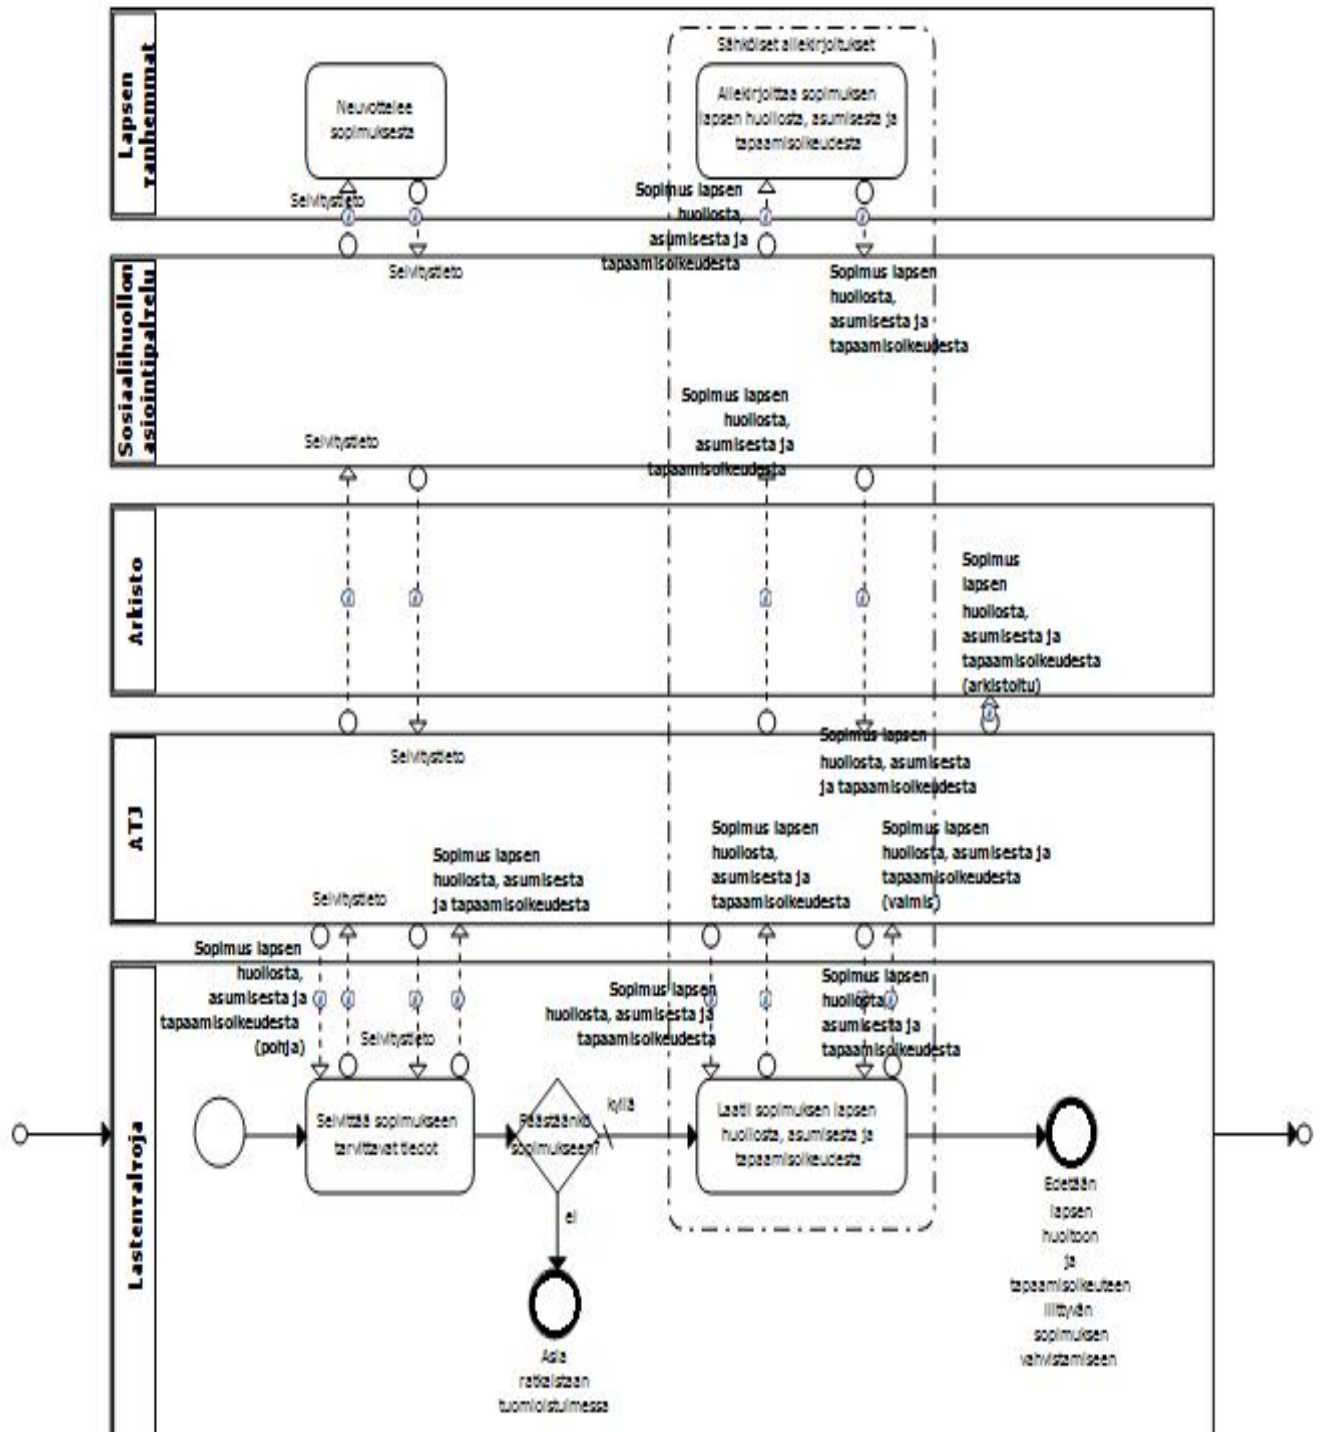 Lapsen
vanhemmat
Sähköiset allekirjoitukset
Neuvottelee
sopimuksesta
Allekirjoittaa sopimuksen
lapsen huollosta, asumisesta ja
tapaamisoikeudesta
Selvitystieto
Sopimus lapsen
huollosta,
asumisesta ja
tapaamisoikeudesta
Sosiaalihuollon
asiointipalvelu
Selvitystieto
Sopimus lapsen
huollosta,
asumisesta ja
tapaamisoikeudesta
Sopimus lapsen
huollosta,
asumisesta ja
tapaamisoikeudesta
Selvitystieto
Arkisto
Sopimus
lapsen
huollosta,
asumisesta ja
tapaamisoikeudesta
(arkistoitu)
ATJ
Selvitystieto
Sopimus lapsen
huollosta, asumisesta
ja tapaamisoikeudesta
Sopimus lapsen
huollosta, asumisesta
ja tapaamisoikeudesta
Selvitystieto
Sopimus lapsen
huollosta,
asumisesta ja
tapaamisoikeudesta
Sopimus lapsen
huollosta, asumisesta ja
tapaamisoikeudesta
(valmis)
Lastenvalvoja
Sopimus lapsen
huollosta,
asumisesta ja
tapaamisoikeudesta
(pohja)
Selvitystieto
Sopimus lapsen
huollosta, asumisesta ja
tapaamisoikeudesta
Sopimus lapsen
huollosta,
asumisesta ja
tapaamisoikeudesta
Selvittää sopimukseen
tarvittavat tiedot
Päästäänkö
sopimukseen?
kyllä
ei
Laatii sopimuksen lapsen
huollosta, asumisesta ja
tapaamisoikeudesta
Edetään
lapsen
huoltoon
ja
tapaamisoikeuteen
liittyvän
sopimuksen
vahvistamiseen
Asia
ratkaistaan
tuomioistuimessa